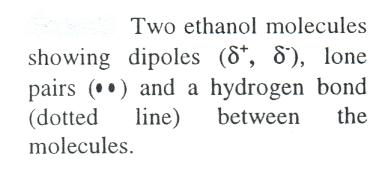 Two ethanol molecules
showing dipoles (δ⁺, δ⁻), lone
pairs (••) and a hydrogen bond
(dotted line) between the
molecules.